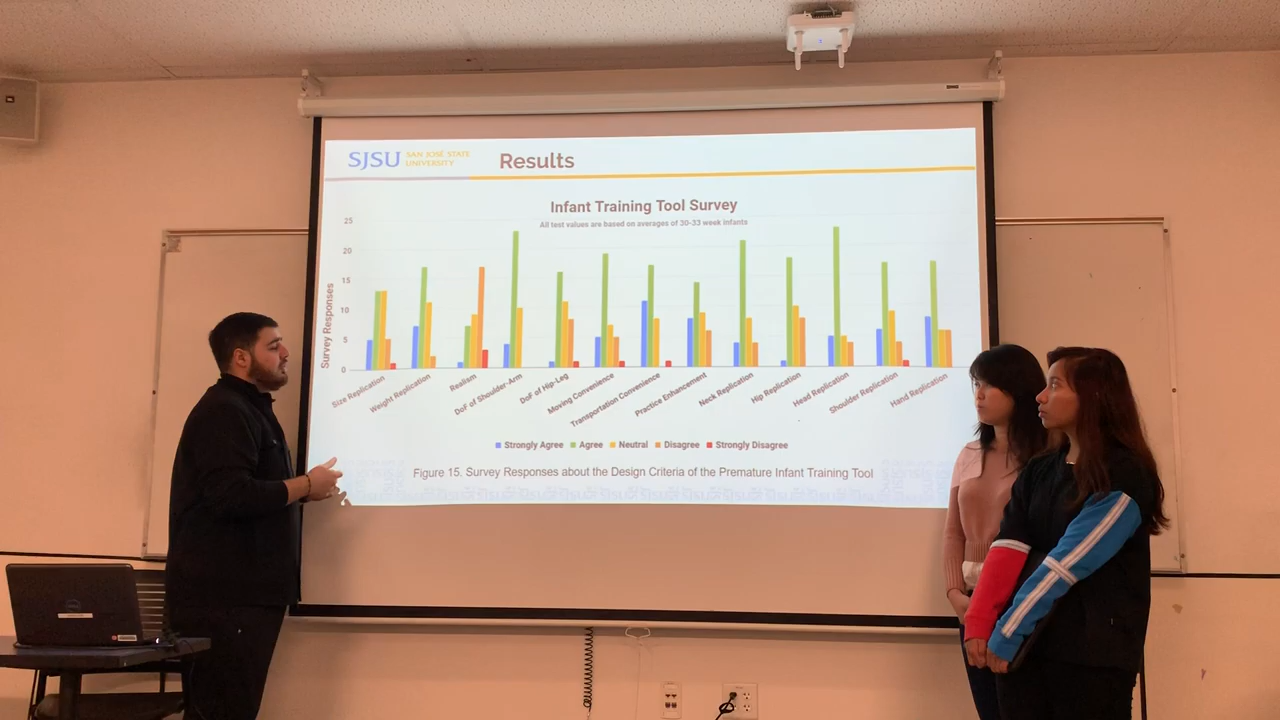 SJSU SAN JOSÉ STATE
UNIVERSITY
Results
Infant Training Tool Survey
All test values are based on averages of 30-33 week infants
25
20
15
10
5
0
Survey Responses
Size Replication
Weight Replication
Realism
DoF of Shoulder-Arm
DoF of Hip-Leg
Moving Convenience
Transportation Convenience
Practice Enhancement
Neck Replication
Hip Replication
Head Replication
Shoulder Replication
Hand Replication
Strongly Agree Agree Neutral Disagree Strongly Disagree
Figure 15. Survey Responses about the Design Criteria of the Premature Infant Training Tool